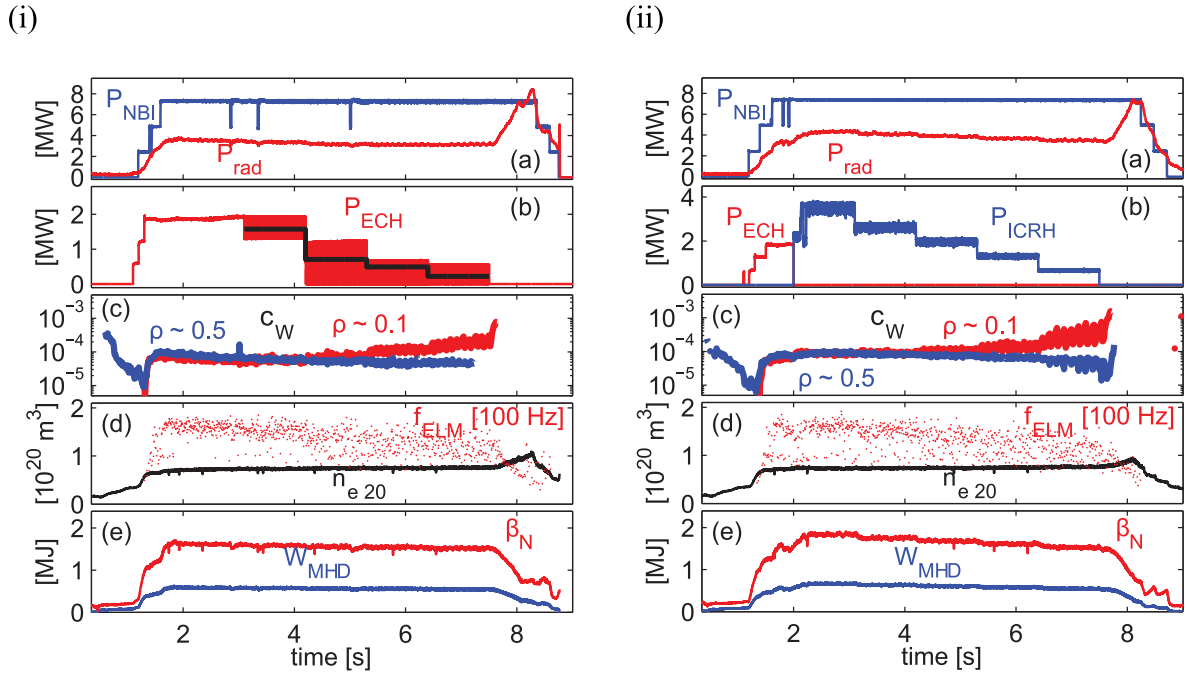 (i)
(ii)
8
6
4
2
0
[MW]
P_NBI
P_rad
(a)
2
1
0
[MW]
P_ECH
(b)
10^-3
10^-4
10^-5
(c)
ρ ~ 0.5
c_W
ρ ~ 0.1
2
1
0
[10^20 m^3)
(d)
f_ELM [100 Hz]
n_e 20
2
1
0
[MJ]
(e)
β_N
W_MHD
2 4 6 8
time [s]
8
6
4
2
0
[MW]
P_NBI
P_rad
(a)
4
2
0
[MW]
P_ECH
P_ICRH
(b)
10^-3
10^-4
10^-5
(c)
c_W
ρ ~ 0.1
ρ ~ 0.5
2
1
0
[10^20 m^3)
(d)
f_ELM [100 Hz]
n_e 20
2
1
0
[MJ]
(e)
β_N
W_MHD
2 4 6 8
time [s]